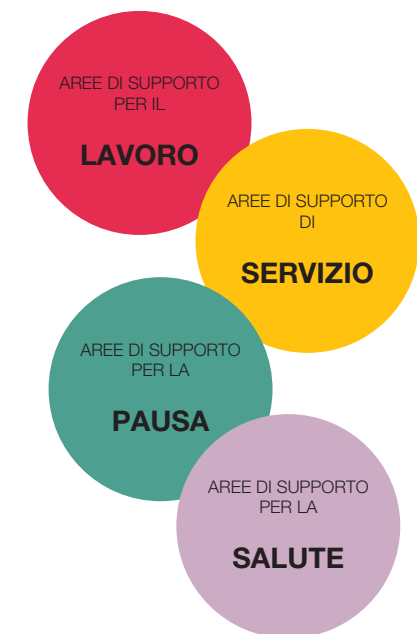 AREE DI SUPPORTO
PER IL
LAVORO
AREE DI SUPPORTO
DI
SERVIZIO
AREE DI SUPPORTO
PER LA
PAUSA
AREE DI SUPPORTO
PER LA
SALUTE